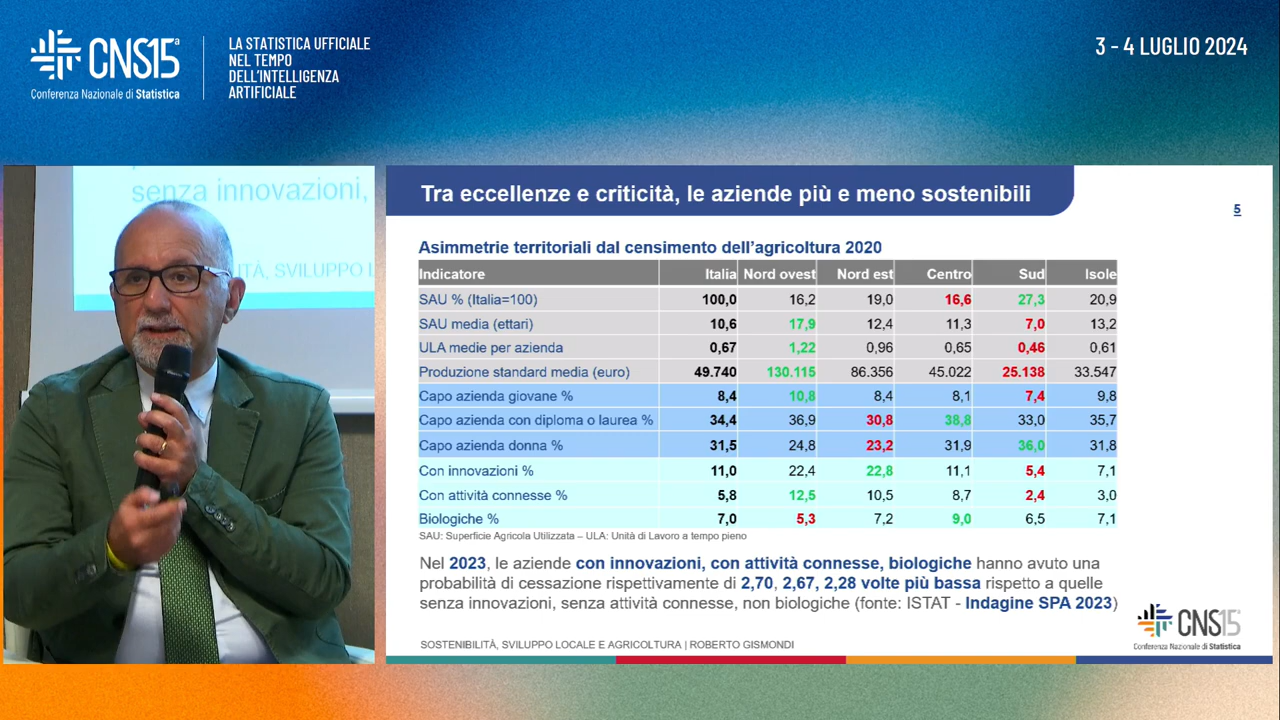 CNS15ª
Conferenza Nazionale di Statistica
LA STATISTICA UFFICIALE
NEL TEMPO
DELL'INTELLIGENZA
ARTIFICIALE
3 - 4 LUGLIO 2024
senza innovazioni,
ITÀ, SVILUPPO L
Tra eccellenze e criticità, le aziende più e meno sostenibili
5
Asimmetrie territoriali dal censimento dell'agricoltura 2020
Indicatore Italia Nord ovest Nord est Centro Sud Isole
SAU % (Italia=100) 100,0 16,2 19,0 16,6 27,3 20,9
SAU media (ettari) 10,6 17,9 12,4 11,3 7,0 13,2
ULA medie per azienda 0,67 1,22 0,96 0,65 0,46 0,61
Produzione standard media (euro) 49.740 130.115 86.356 45.022 25.138 33.547
Capo azienda giovane % 8,4 10,8 8,4 8,1 7,4 9,8
Capo azienda con diploma o laurea % 34,4 36,9 30,8 38,8 33,0 35,7
Capo azienda donna % 31,5 24,8 23,2 31,9 36,0 31,8
Con innovazioni % 11,0 22,4 22,8 11,1 5,4 7,1
Con attività connesse % 5,8 12,5 10,5 8,7 2,4 3,0
Biologiche % 7,0 5,3 7,2 9,0 6,5 7,1
SAU: Superficie Agricola Utilizzata – ULA: Unità di Lavoro a tempo pieno
Nel 2023, le aziende con innovazioni, con attività connesse, biologiche hanno avuto una
probabilità di cessazione rispettivamente di 2,70, 2,67, 2,28 volte più bassa rispetto a quelle
senza innovazioni, senza attività connesse, non biologiche (fonte: ISTAT - Indagine SPA 2023)
SOSTENIBILITÀ, SVILUPPO LOCALE E AGRICOLTURA | ROBERTO GISMONDI
CNS15ª
Conferenza Nazionale di Statistica